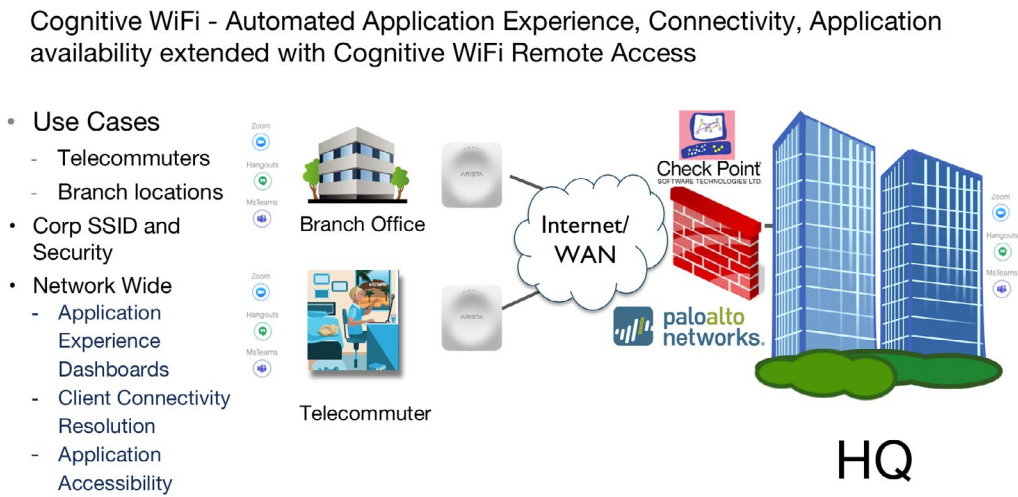 Cognitive WiFi - Automated Application Experience, Connectivity, Application
availability extended with Cognitive WiFi Remote Access
• Use Cases
- Telecommuters
- Branch locations
• Corp SSID and
Security
• Network Wide
- Application
Experience
Dashboards
- Client Connectivity
Resolution
- Application
Accessibility
Zoom
Hangouts
MsTeams
Branch Office
ARISTA
Zoom
Hangouts
MsTeams
Telecommuter
ARISTA
Internet/
WAN
Check Point
SOFTWARE TECHNOLOGIES LTD.
paloalto
networks®
Zoom
Hangouts
MsTeams
HQ